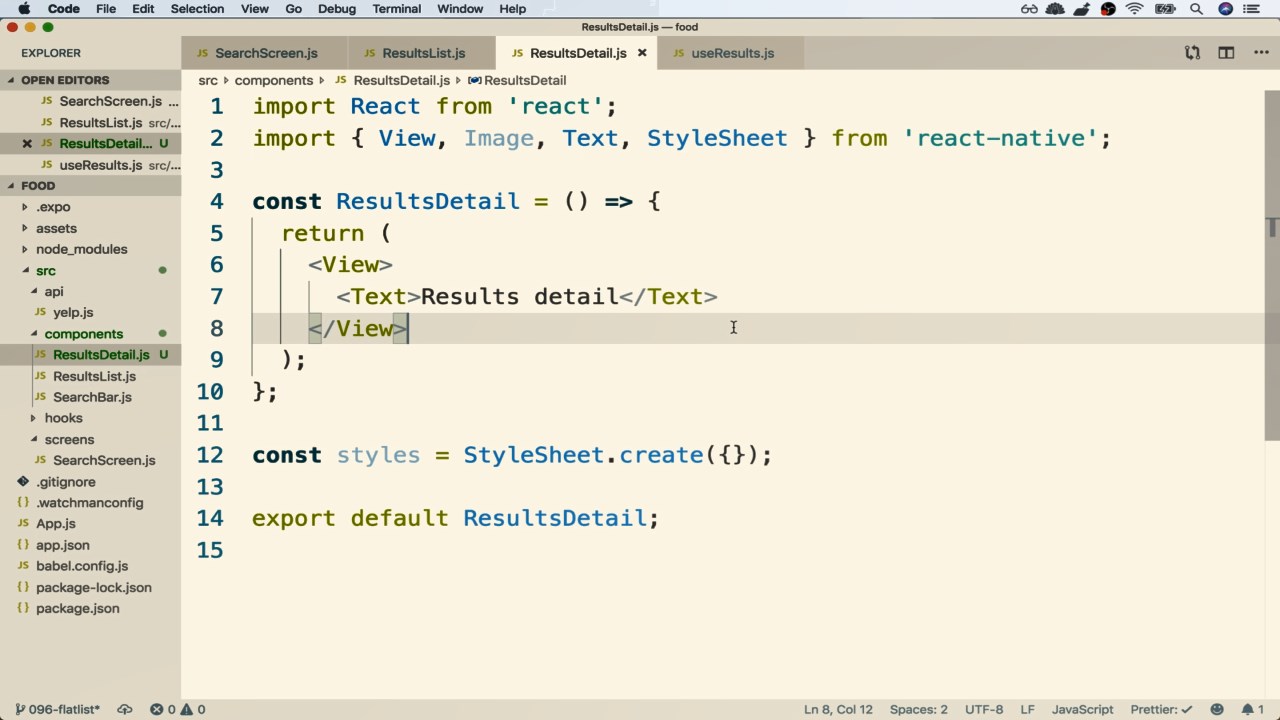 Code File Edit Selection View Go Debug Terminal Window Help
ResultsDetail.js — food
EXPLORER
JS SearchScreen.js
JS ResultsList.js
JS ResultsDetail.js ×
JS useResults.js
OPEN EDITORS
JS SearchScreen.js ...
JS ResultsList.js src/...
× JS ResultsDetail... U
JS useResults.js src/...
FOOD
.expo
assets
node_modules
src
api
JS yelp.js
components
JS ResultsDetail.js U
JS ResultsList.js
JS SearchBar.js
hooks
screens
JS SearchScreen.js
.gitignore
{} .watchmanconfig
JS App.js
{} app.json
JS babel.config.js
{} package-lock.json
{} package.json
src components JS ResultsDetail.js ResultsDetail
1 import React from 'react';
2 import { View, Image, Text, StyleSheet } from 'react-native';
3
4 const ResultsDetail = () => {
5 return (
6 <View>
7 <Text>Results detail</Text>
8 </View>
9 );
10 };
11
12 const styles = StyleSheet.create({});
13
14 export default ResultsDetail;
15
096-flatlist* 0 0 Ln 8, Col 12 Spaces: 2 UTF-8 LF JavaScript Prettier: ✓ 1